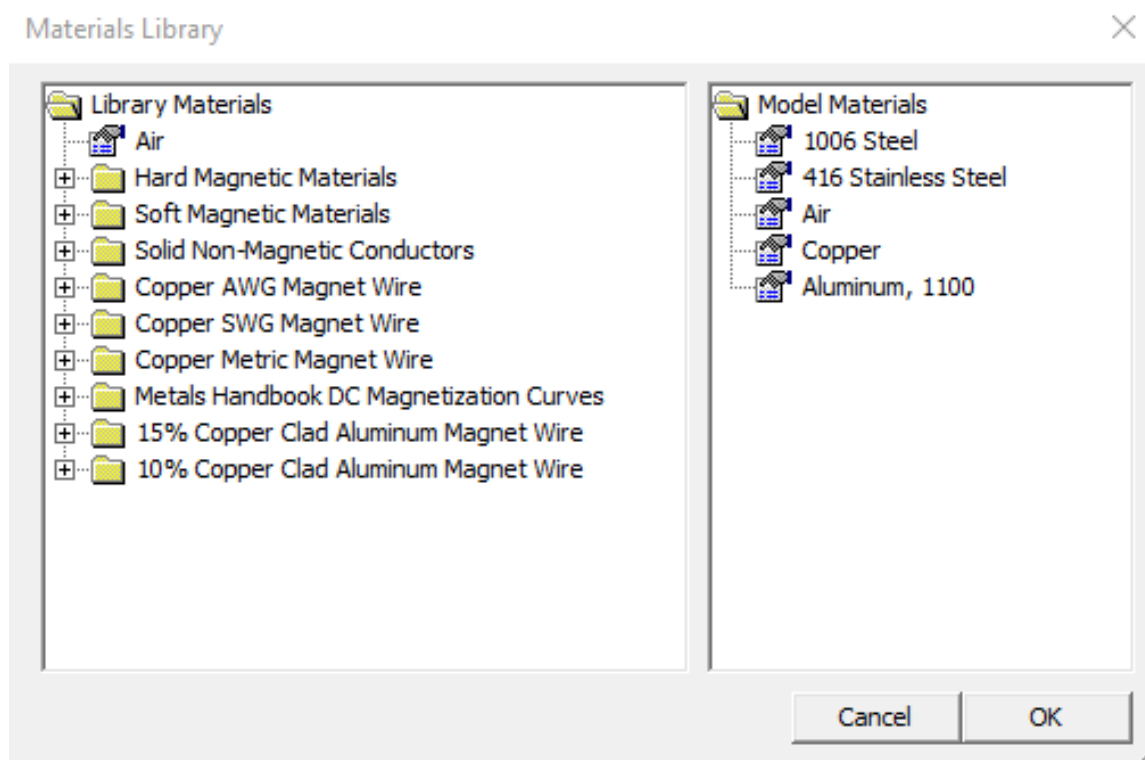 Materials Library
Library Materials
Air
Hard Magnetic Materials
Soft Magnetic Materials
Solid Non-Magnetic Conductors
Copper AWG Magnet Wire
Copper SWG Magnet Wire
Copper Metric Magnet Wire
Metals Handbook DC Magnetization Curves
15% Copper Clad Aluminum Magnet Wire
10% Copper Clad Aluminum Magnet Wire
Model Materials
1006 Steel
416 Stainless Steel
Air
Copper
Aluminum, 1100
Cancel
OK